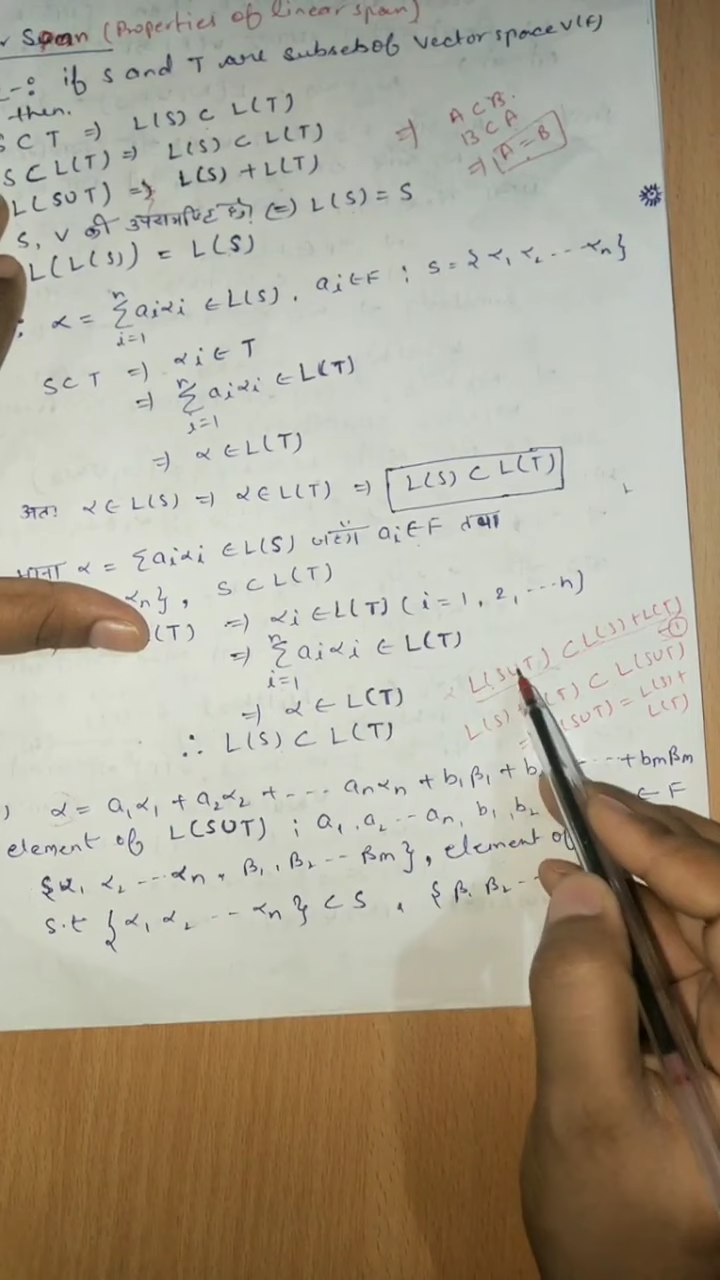 Span (Properties of linear span)
if S and T are subset of vector space V(F)
then.
S ⊂ T ⇒ L(S) ⊂ L(T)
S ⊂ L(T) ⇒ L(S) ⊂ L(T)
L(SUT) ⇒ L(S) + L(T)
S, V की उपसमष्टि है। ⇔ L(S) = S
L(L(S)) = L(S)
⇒ A ⊂ B.
B ⊂ A
⇒ A = B
α = Σ aiαi ∈ L(S), ai ∈ F ; S = {α1 α2 --- αn}
i=1
S ⊂ T ⇒ αi ∈ T
⇒ Σ aiαi ∈ L(T)
i=1
⇒ α ∈ L(T)
अतः α ∈ L(S) ⇒ α ∈ L(T) ⇒ L(S) ⊂ L(T)
माना α = Σaiαi ∈ L(S) जहाँ ai ∈ F तथा
αn}, S ⊂ L(T)
(T) ⇒ αi ∈ L(T) (i = 1, 2, --- n)
⇒ Σ aiαi ∈ L(T)
i=1
⇒ α ∈ L(T)
∴ L(S) ⊂ L(T)
L(SUT) ⊂ L(S) + L(T)
①
L(S) + L(T) ⊂ L(SUT)
(SUT) = L(S) +
L(T)
α = a1α1 + a2α2 + --- anαn + b1β1 + b --- + bmβm
element of L(SUT) ; a1, a2 -- an, b1, b2 ∈ F
{α1 α2 --- αn, β1, β2 --- βm}, element of
s.t {α1 α2 --- αn} ⊂ S, {β1 β2 --